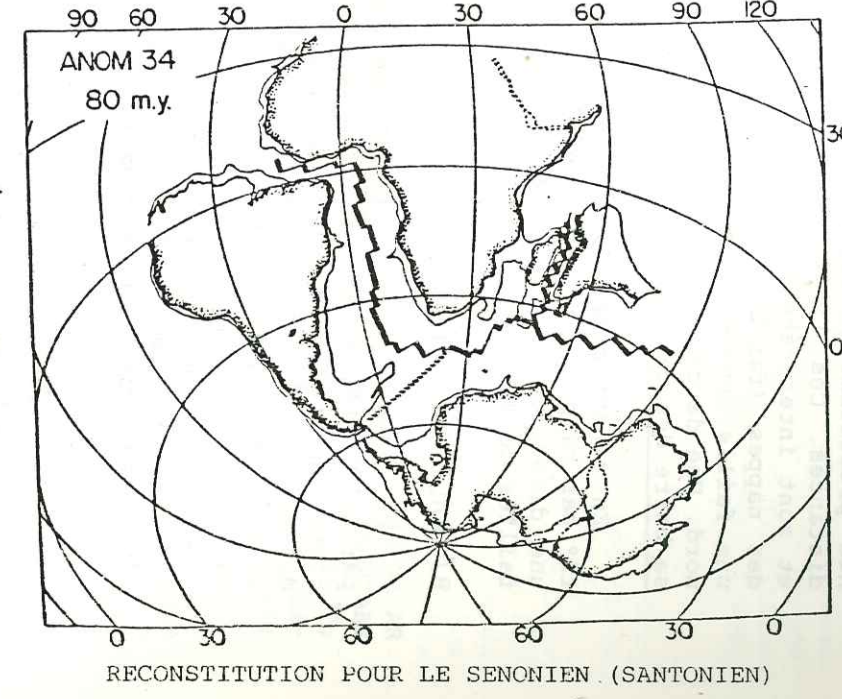 90 60 30 0 30 60 90 120
ANOM 34
80 m.y.
30
0
0 30 60 60 30 0
RECONSTITUTION POUR LE SENONIEN (SANTONIEN)